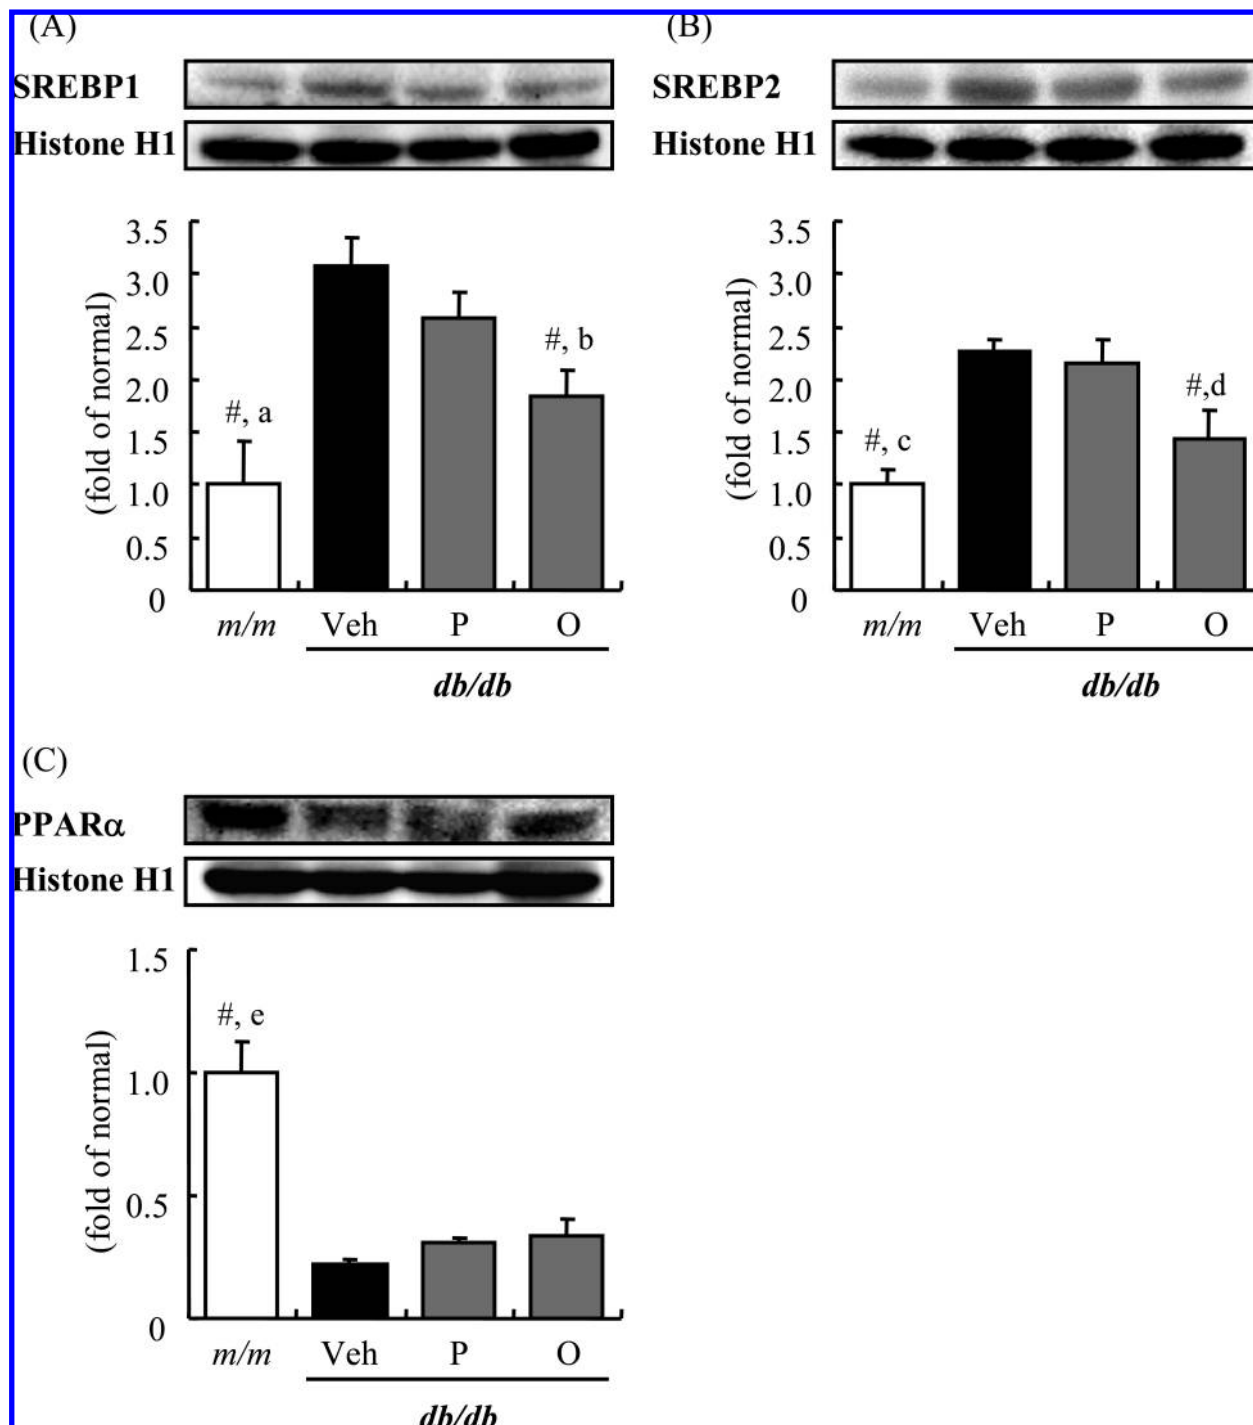 (A)
SREBP1
Histone H1
(fold of normal)
3.5
3.0
2.5
2.0
1.5
1.0
0.5
0
#, a
#, b
m/m Veh P O
db/db
(B)
SREBP2
Histone H1
(fold of normal)
3.5
3.0
2.5
2.0
1.5
1.0
0.5
0
#, c
#,d
m/m Veh P O
db/db
(C)
PPARα
Histone H1
(fold of normal)
1.5
1.0
0.5
0
#, e
m/m Veh P O
db/db